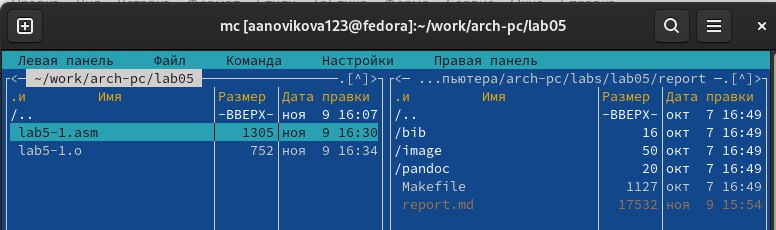 mc [aanovikova123@fedora]:~/work/arch-pc/lab05
Левая панель Файл Команда Настройки Правая панель
~/work/arch-pc/lab05 .[^]> ...пьютера/arch-pc/labs/lab05/report .[^]>
.и Имя Размер Дата правки .и Имя Размер Дата правки
/.. -ВВЕРХ- ноя 9 16:07 /.. -ВВЕРХ- окт 7 16:49
lab5-1.asm 1305 ноя 9 16:30 /bib 16 окт 7 16:49
lab5-1.o 752 ноя 9 16:34 /image 50 окт 7 16:49
/pandoc 20 окт 7 16:49
Makefile 1127 окт 7 16:49
report.md 17532 ноя 9 15:54